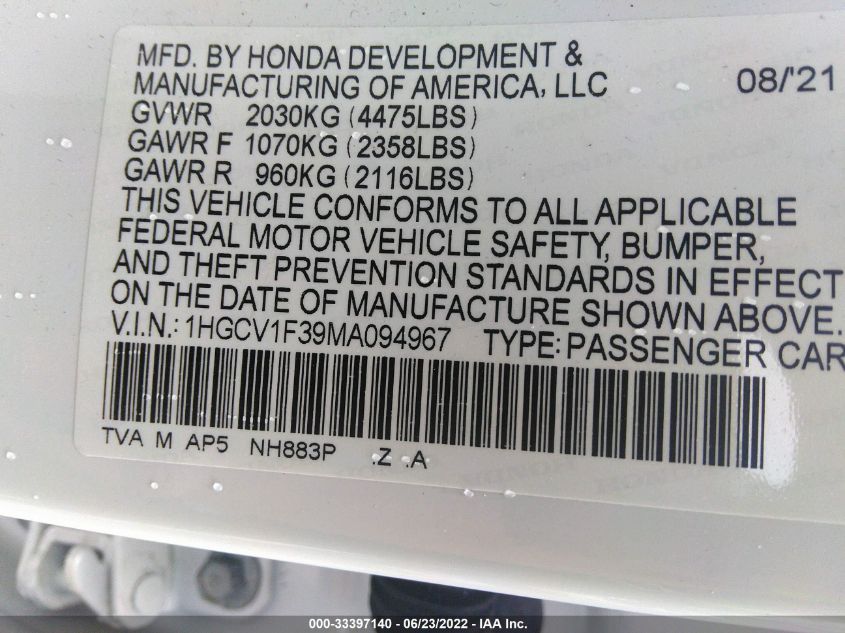 MFD. BY HONDA DEVELOPMENT &
MANUFACTURING OF AMERICA, LLC 08/'21
GVWR 2030KG (4475LBS)
GAWR F 1070KG (2358LBS)
GAWR R 960KG (2116LBS)
THIS VEHICLE CONFORMS TO ALL APPLICABLE
FEDERAL MOTOR VEHICLE SAFETY, BUMPER,
AND THEFT PREVENTION STANDARDS IN EFFECT
ON THE DATE OF MANUFACTURE SHOWN ABOVE.
V.I.N.: 1HGCV1F39MA094967 TYPE: PASSENGER CAR
TVA M AP5 NH883P .Z .A
000-33397140 - 06/23/2022 - IAAI.com